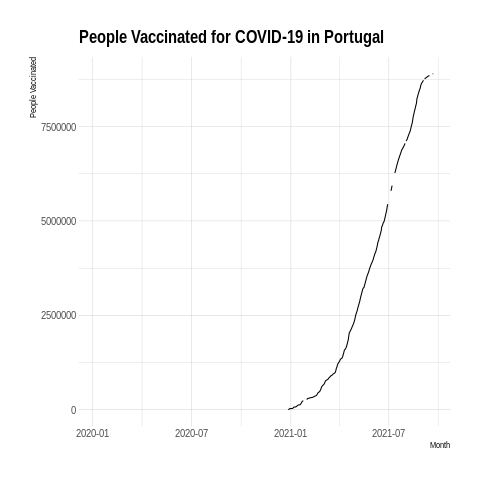 People Vaccinated for COVID-19 in Portugal
People Vaccinated
7500000
5000000
2500000
0
2020-01 2020-07 2021-01 2021-07
Month